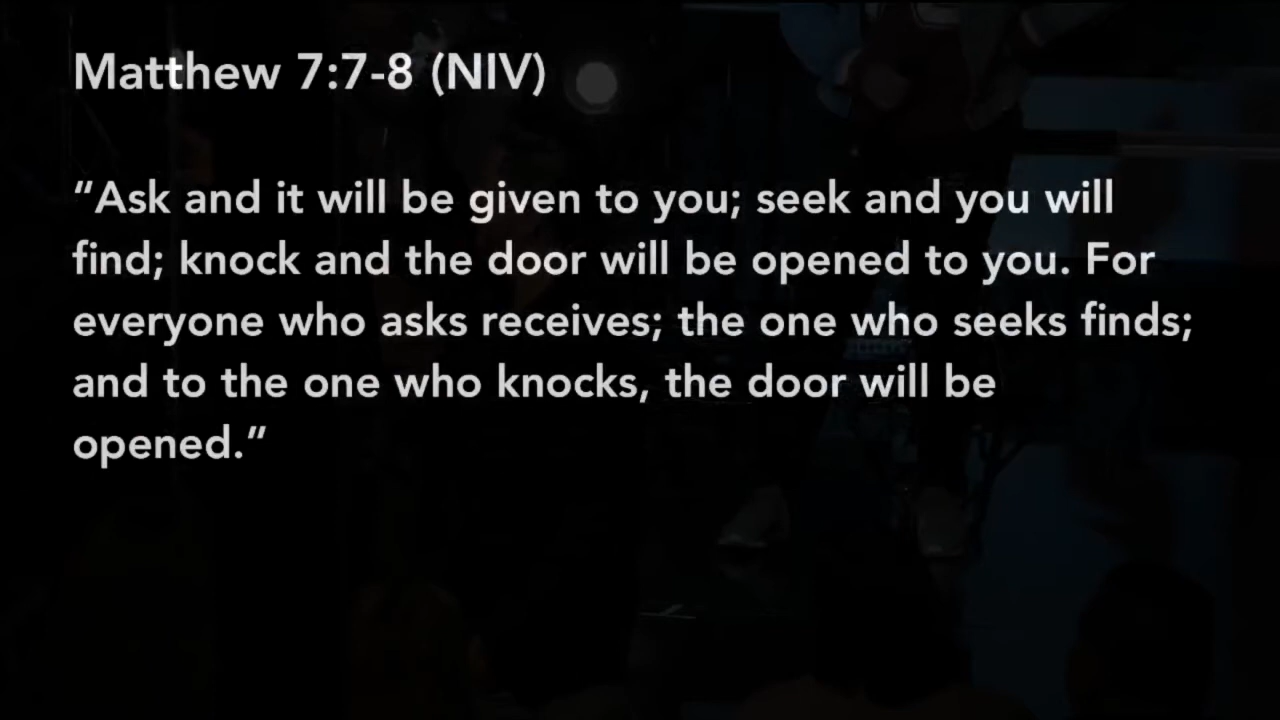 Matthew 7:7-8 (NIV)
“Ask and it will be given to you; seek and you will
find; knock and the door will be opened to you. For
everyone who asks receives; the one who seeks finds;
and to the one who knocks, the door will be
opened.”